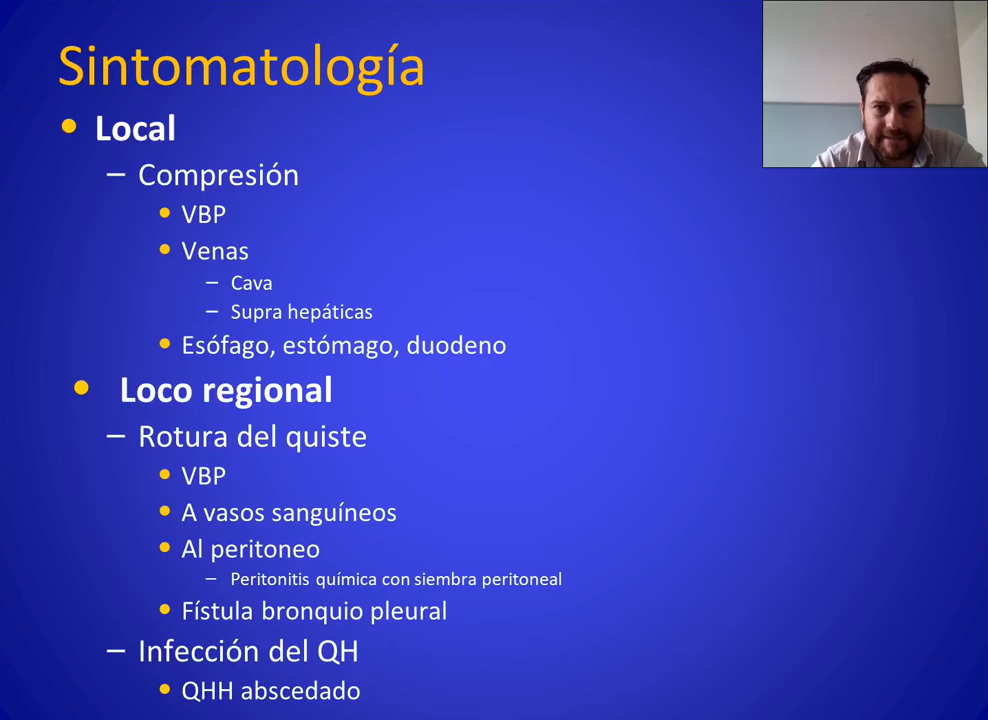 Sintomatología
• Local
– Compresión
• VBP
• Venas
– Cava
– Supra hepáticas
• Esófago, estómago, duodeno
• Loco regional
– Rotura del quiste
• VBP
• A vasos sanguíneos
• Al peritoneo
– Peritonitis química con siembra peritoneal
• Fístula bronquio pleural
– Infección del QH
• QHH abscedado